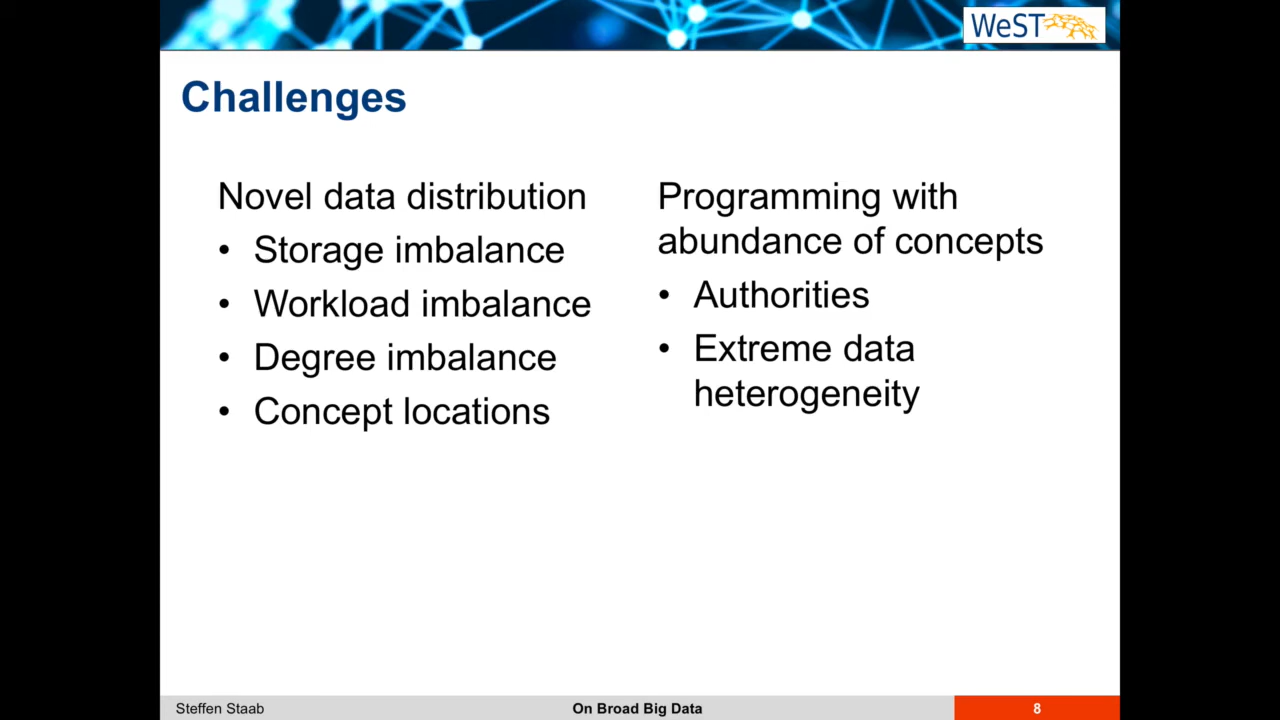 WeST
Challenges
Novel data distribution
• Storage imbalance
• Workload imbalance
• Degree imbalance
• Concept locations
Programming with
abundance of concepts
• Authorities
• Extreme data
heterogeneity
Steffen Staab
On Broad Big Data
8